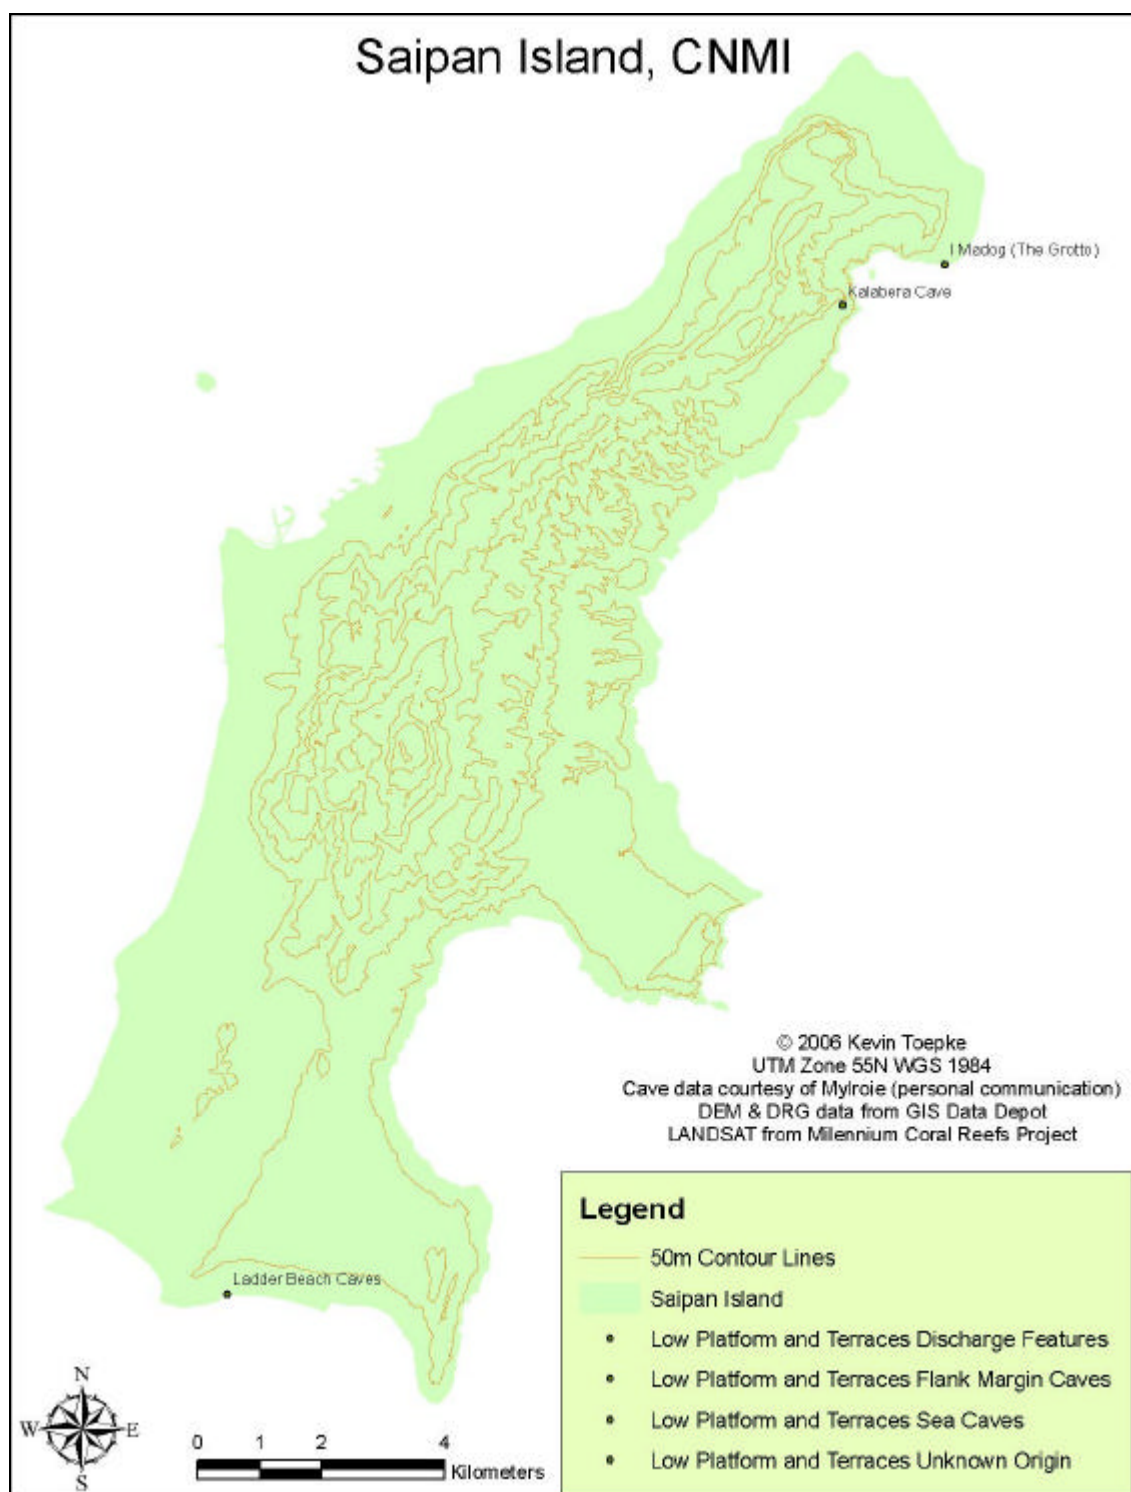 Saipan Island, CNMI
I Madog (The Grotto)
Kalabera Cave
© 2006 Kevin Toepke
UTM Zone 55N WGS 1984
Cave data courtesy of Mylroie (personal communication)
DEM & DRG data from GIS Data Depot
LANDSAT from Millennium Coral Reefs Project
Legend
50m Contour Lines
Saipan Island
Low Platform and Terraces Discharge Features
Low Platform and Terraces Flank Margin Caves
Low Platform and Terraces Sea Caves
Low Platform and Terraces Unknown Origin
Ladder Beach Caves
N
W E
S
0 1 2 4
Kilometers